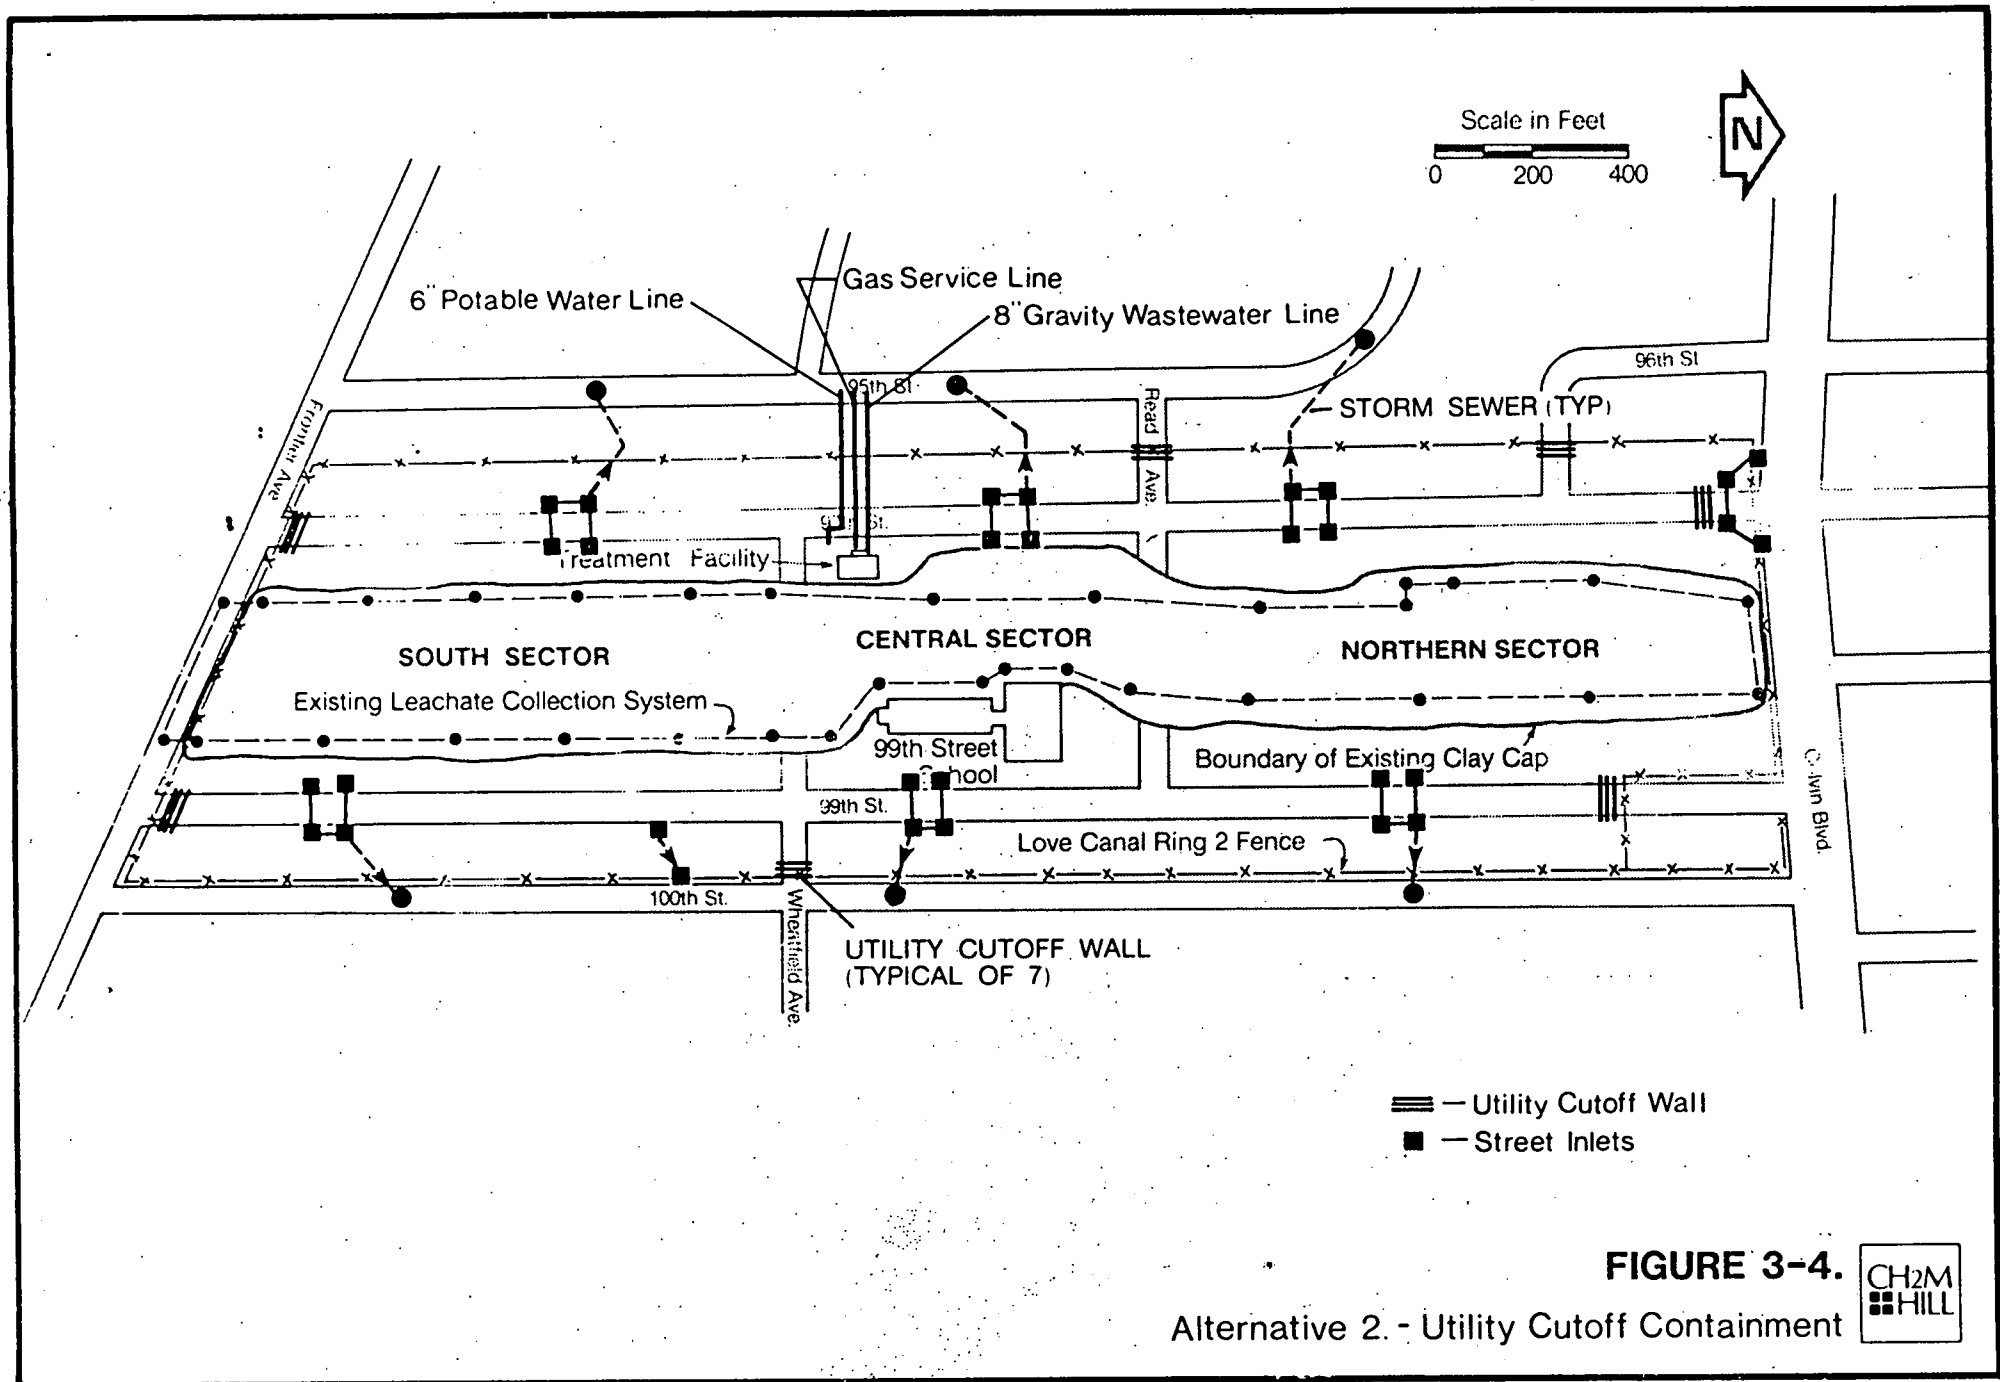 Scale in Feet
0 200 400
N
Gas Service Line
6" Potable Water Line
8" Gravity Wastewater Line
96th St
95th St.
STORM SEWER (TYP)
Read Ave.
Frontier Ave
Treatment Facility
CENTRAL SECTOR
NORTHERN SECTOR
SOUTH SECTOR
Existing Leachate Collection System
99th Street
School
Boundary of Existing Clay Cap
99th St.
Colvin Blvd.
Love Canal Ring 2 Fence
100th St.
Wheatfield Ave.
UTILITY CUTOFF WALL
(TYPICAL OF 7)
— Utility Cutoff Wall
— Street Inlets
FIGURE 3-4.
Alternative 2. - Utility Cutoff Containment
CH2M
HILL